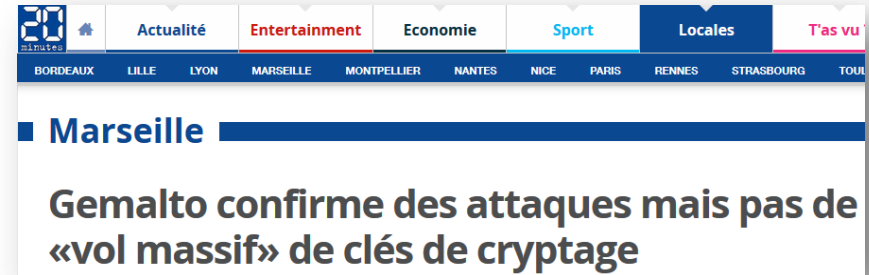 20
minutes
Actualité Entertainment Economie Sport Locales T'as vu
BORDEAUX LILLE LYON MARSEILLE MONTPELLIER NANTES NICE PARIS RENNES STRASBOURG TOUL
Marseille
Gemalto confirme des attaques mais pas de
«vol massif» de clés de cryptage